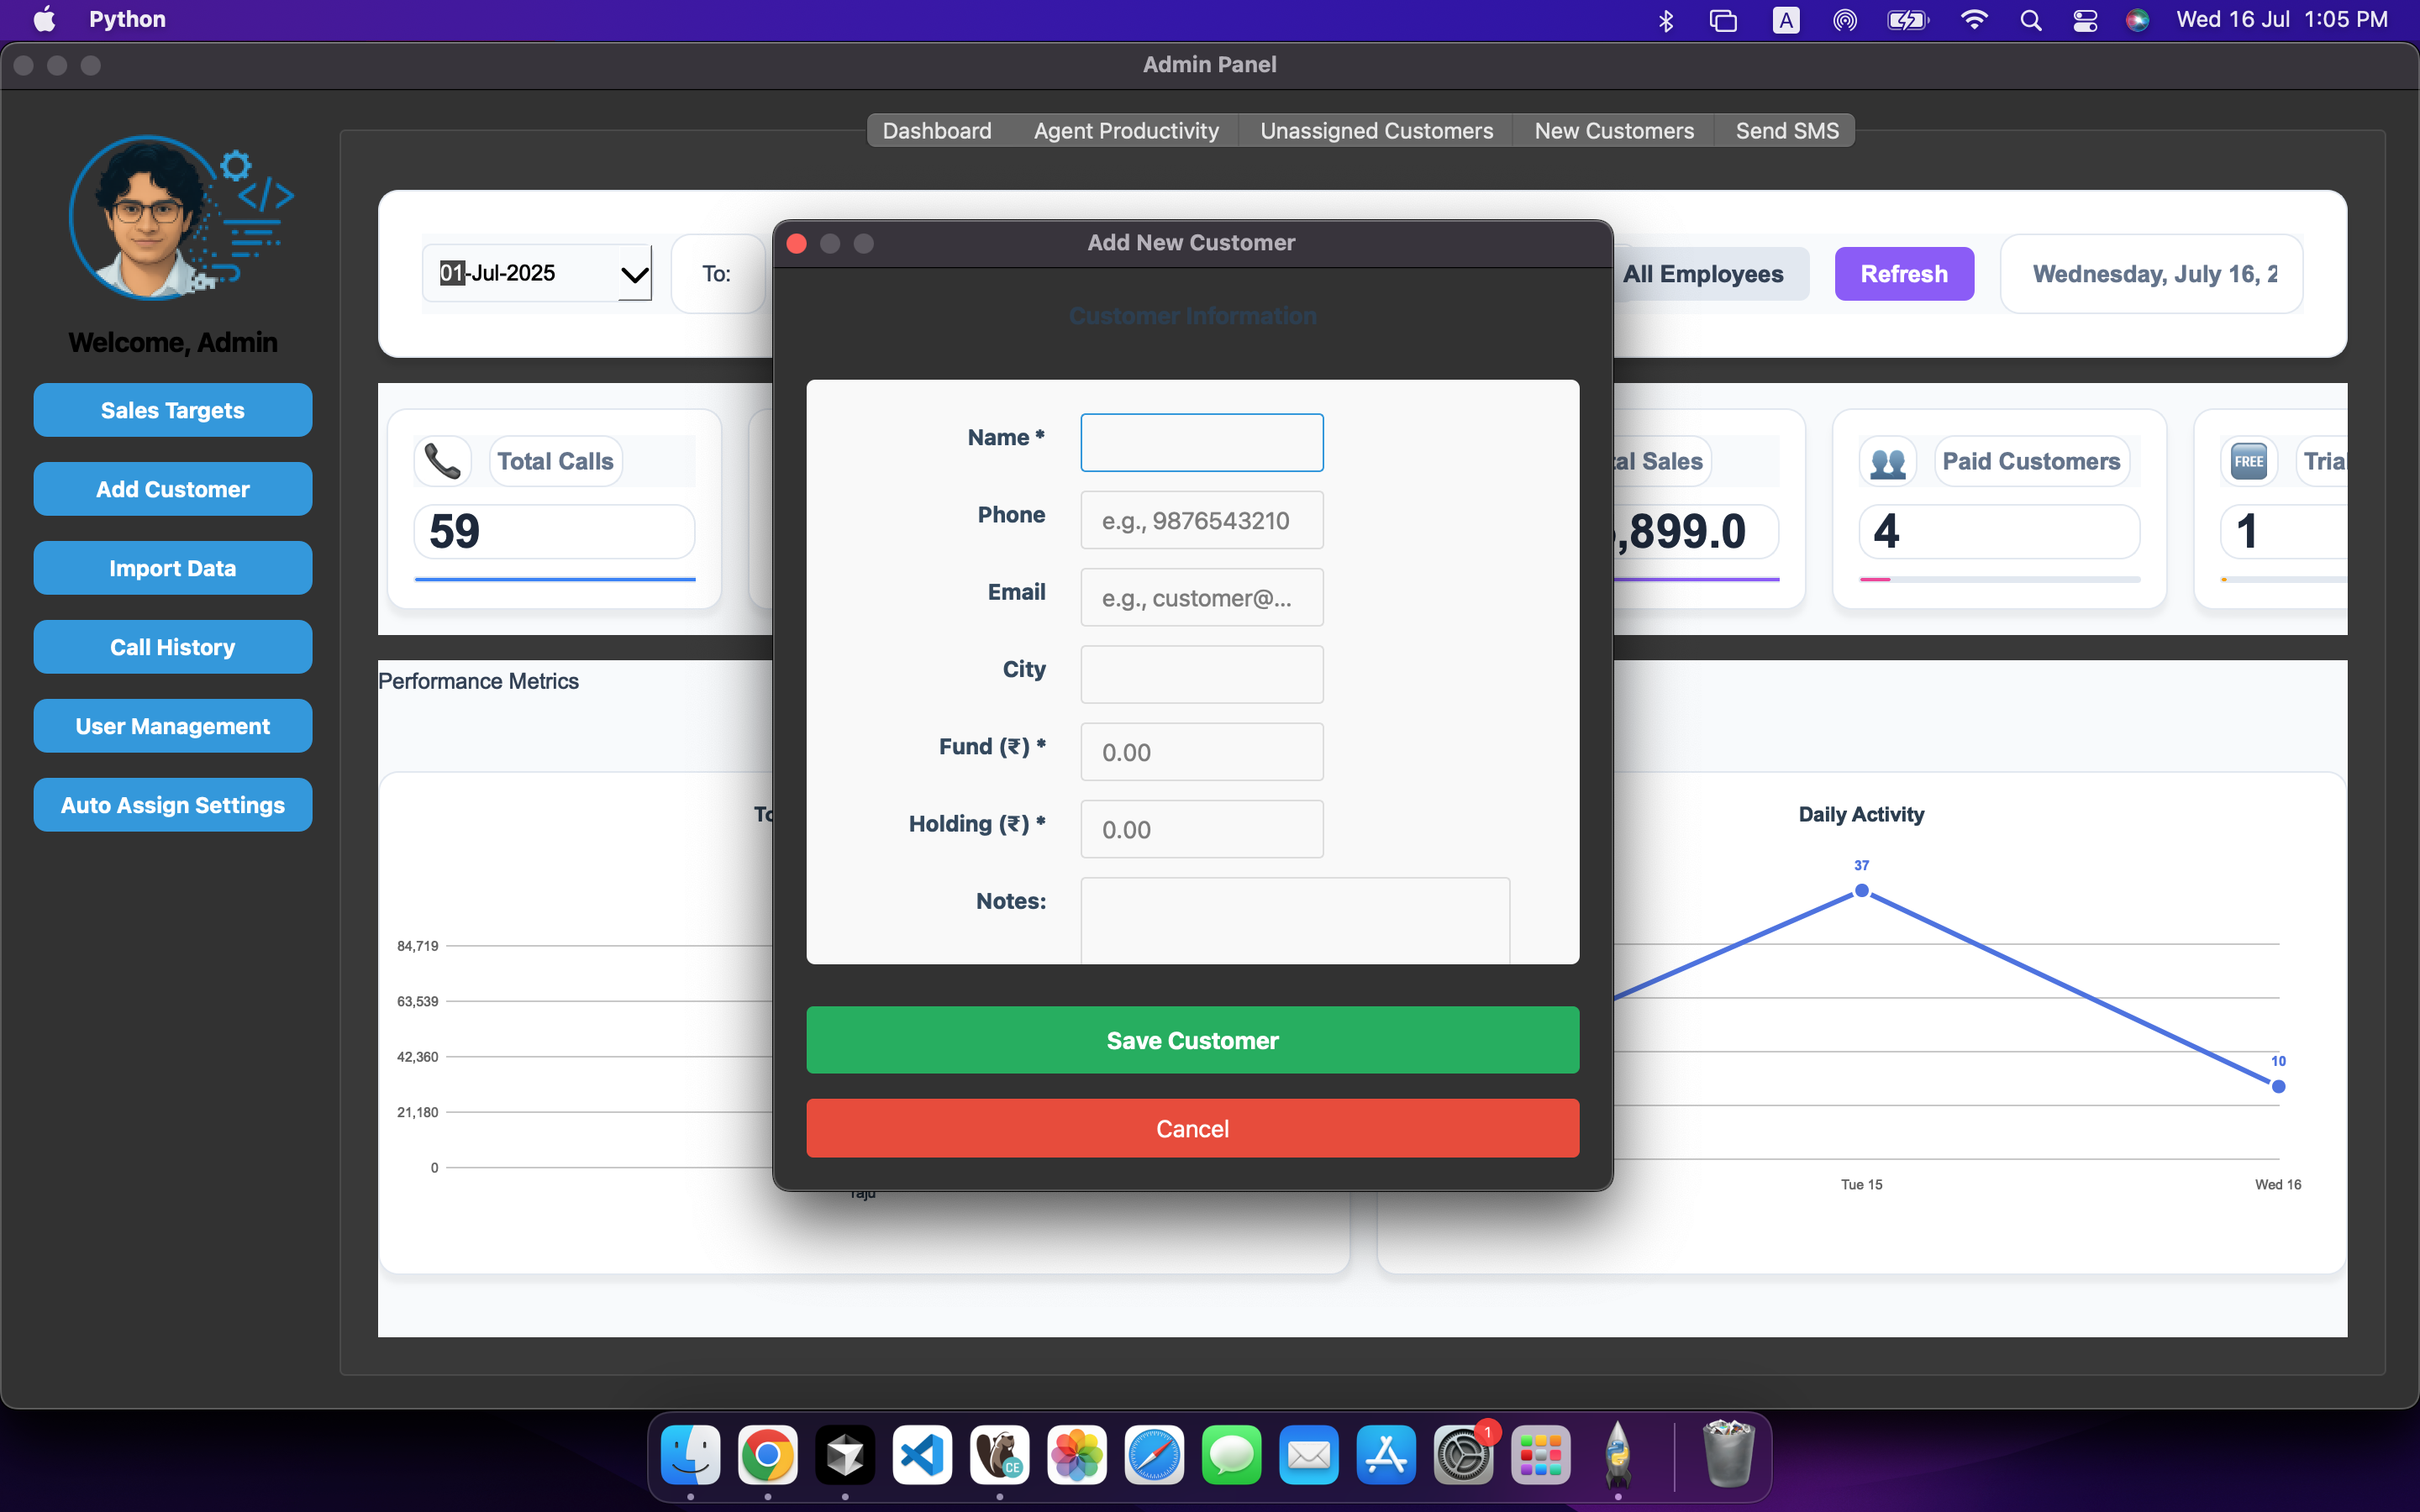 Python
A
Wed 16 Jul 1:05 PM
Admin Panel
Dashboard
Agent Productivity
Unassigned Customers
New Customers
Send SMS
</>
Welcome, Admin
Sales Targets
Add Customer
Import Data
Call History
User Management
Auto Assign Settings
01-Jul-2025
To:
All Employees
Refresh
Wednesday, July 16, 2
Total Calls
59
al Sales
,899.0
Paid Customers
4
FREE
Trial
1
Performance Metrics
84,719
63,539
42,360
21,180
0
raju
Daily Activity
37
10
Tue 15
Wed 16
Add New Customer
Customer Information
Name *
Phone
e.g., 9876543210
Email
e.g., customer@...
City
Fund (₹) *
0.00
Holding (₹) *
0.00
Notes:
Save Customer
Cancel
CE
1